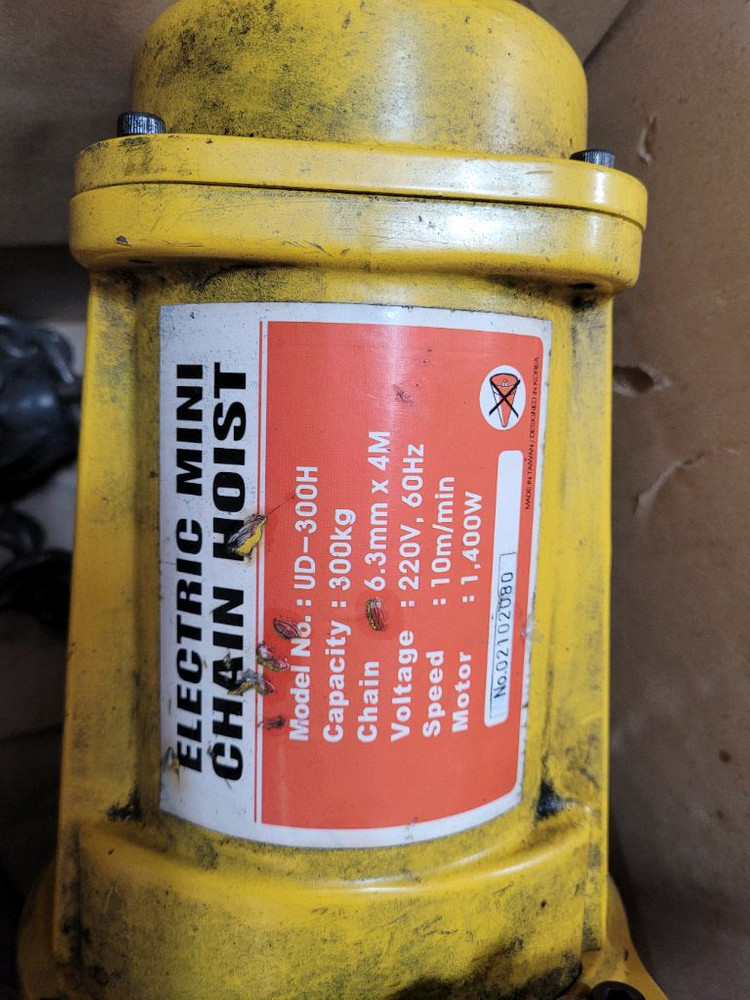 ELECTRIC MINI
CHAIN HOIST
Model No. : UD-300H
Capacity : 300kg
Chain : 6.3mm x 4M
Voltage : 220V, 60Hz
Speed : 10m/min
Motor : 1,400W
No.02102080
MADE IN TAIWAN / DESIGNED IN KOREA